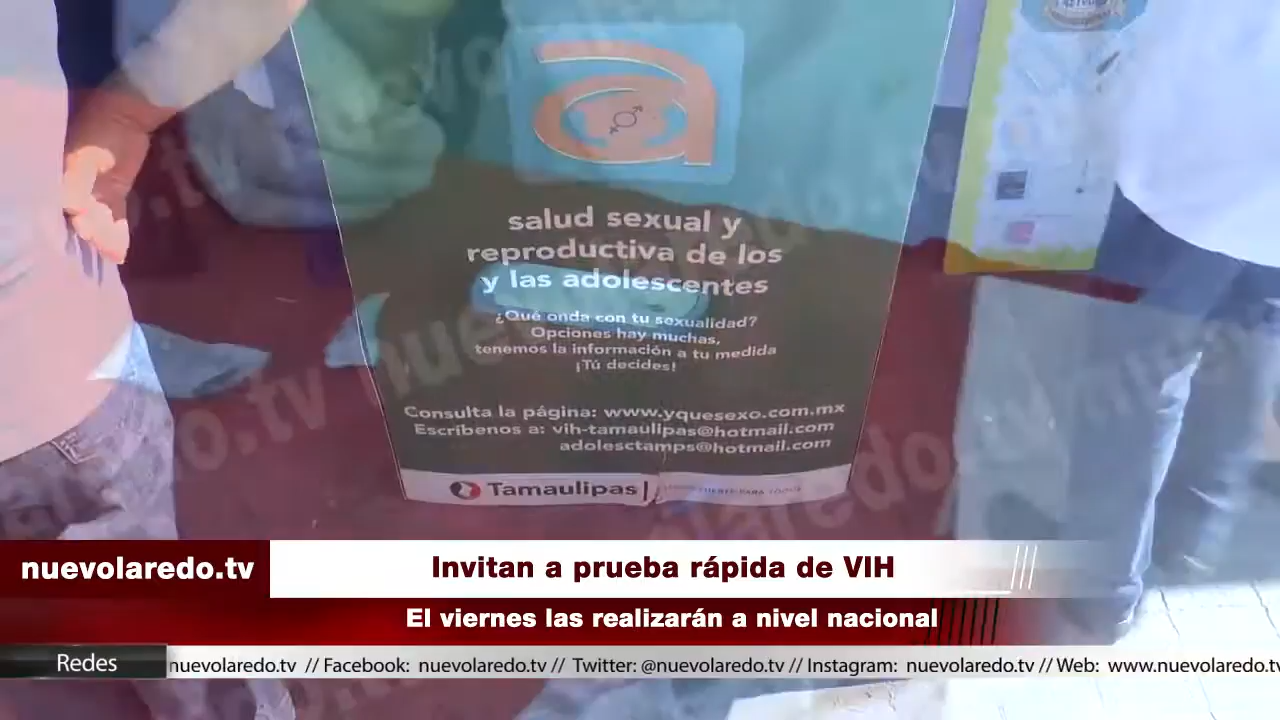 salud sexual y
reproductiva de los
y las adolescentes
¿Qué onda con tu sexualidad?
Opciones hay muchas,
tenemos la información a tu medida
¡Tú decides!
Consulta la página: www.yquesexo.com.mx
Escríbenos a: vih-tamaulipas@hotmail.com
adolesctamps@hotmail.com
Tamaulipas
nuevolaredo.tv
Invitan a prueba rápida de VIH
El viernes las realizarán a nivel nacional
Redes
nuevolaredo.tv // Facebook: nuevolaredo.tv // Twitter: @nuevolaredo.tv // Instagram: nuevolaredo.tv // Web: www.nuevolaredo.tv